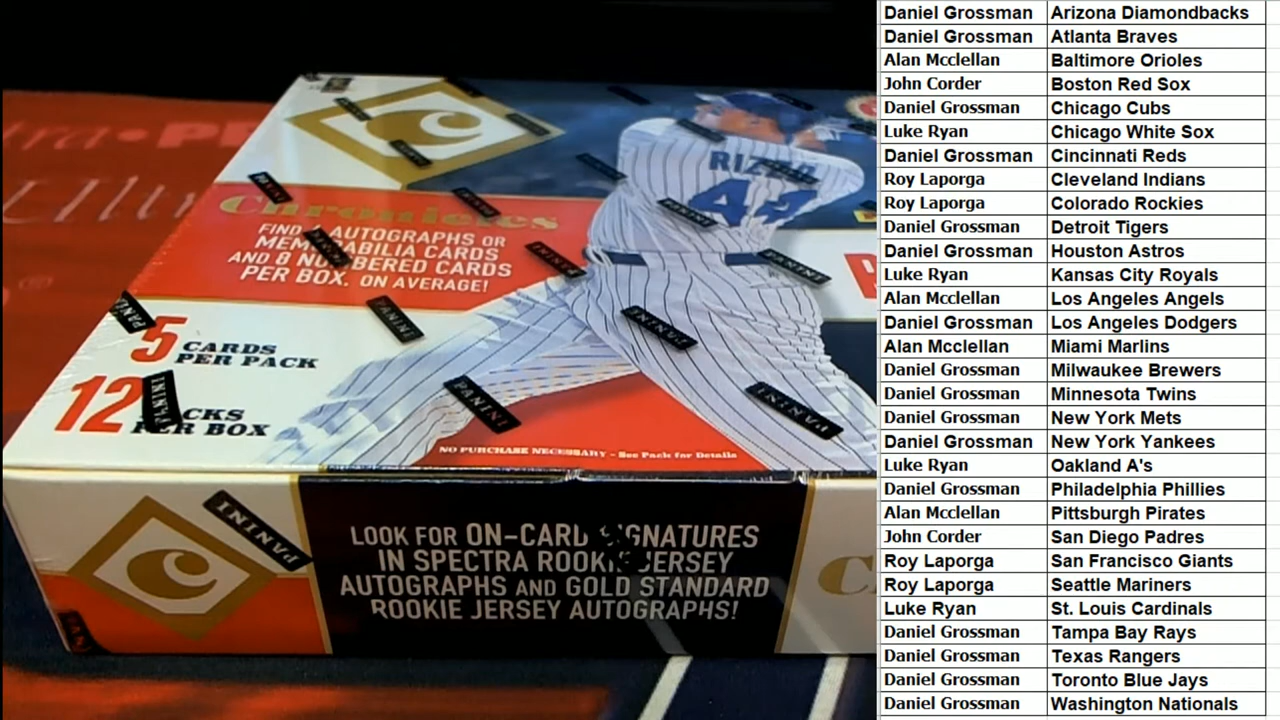 RIZZ
44
Chronicles
FIND AUTOGRAPHS OR
MEMORABILIA CARDS
AND 8 NUMBERED CARDS
PER BOX. ON AVERAGE!
5 CARDS
PER PACK
12 PACKS
PER BOX
PANINI
PANINI
PANINI
PANINI
PANINI
PANINI
PANINI
NO PURCHASE NECESSARY - See Pack for Details
PANINI
LOOK FOR ON-CARD SIGNATURES
IN SPECTRA ROOKIE JERSEY
AUTOGRAPHS AND GOLD STANDARD
ROOKIE JERSEY AUTOGRAPHS!
Daniel Grossman Arizona Diamondbacks
Daniel Grossman Atlanta Braves
Alan Mcclellan Baltimore Orioles
John Corder Boston Red Sox
Daniel Grossman Chicago Cubs
Luke Ryan Chicago White Sox
Daniel Grossman Cincinnati Reds
Roy Laporga Cleveland Indians
Roy Laporga Colorado Rockies
Daniel Grossman Detroit Tigers
Daniel Grossman Houston Astros
Luke Ryan Kansas City Royals
Alan Mcclellan Los Angeles Angels
Daniel Grossman Los Angeles Dodgers
Alan Mcclellan Miami Marlins
Daniel Grossman Milwaukee Brewers
Daniel Grossman Minnesota Twins
Daniel Grossman New York Mets
Daniel Grossman New York Yankees
Luke Ryan Oakland A's
Daniel Grossman Philadelphia Phillies
Alan Mcclellan Pittsburgh Pirates
John Corder San Diego Padres
Roy Laporga San Francisco Giants
Roy Laporga Seattle Mariners
Luke Ryan St. Louis Cardinals
Daniel Grossman Tampa Bay Rays
Daniel Grossman Texas Rangers
Daniel Grossman Toronto Blue Jays
Daniel Grossman Washington Nationals